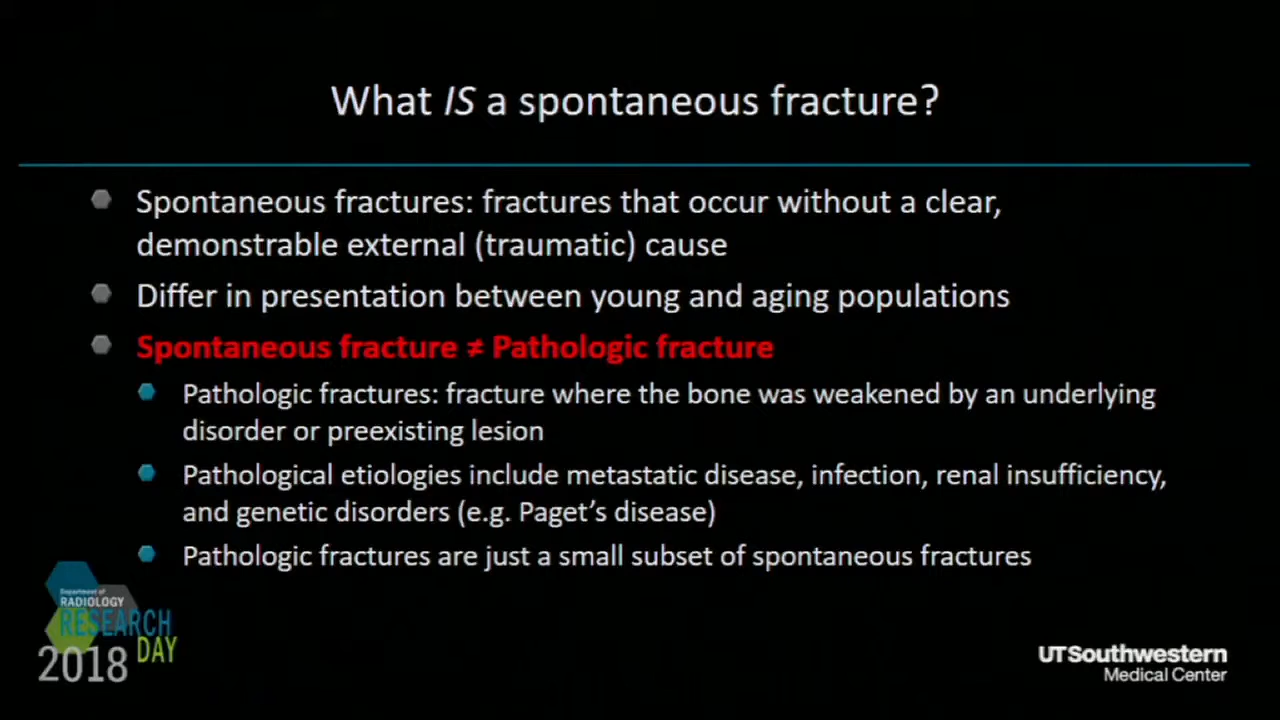 What IS a spontaneous fracture?
Spontaneous fractures: fractures that occur without a clear,
demonstrable external (traumatic) cause
Differ in presentation between young and aging populations
Spontaneous fracture ≠ Pathologic fracture
Pathologic fractures: fracture where the bone was weakened by an underlying
disorder or preexisting lesion
Pathological etiologies include metastatic disease, infection, renal insufficiency,
and genetic disorders (e.g. Paget’s disease)
Pathologic fractures are just a small subset of spontaneous fractures
Department of
RADIOLOGY
RESEARCH
DAY
2018
UTSouthwestern
Medical Center